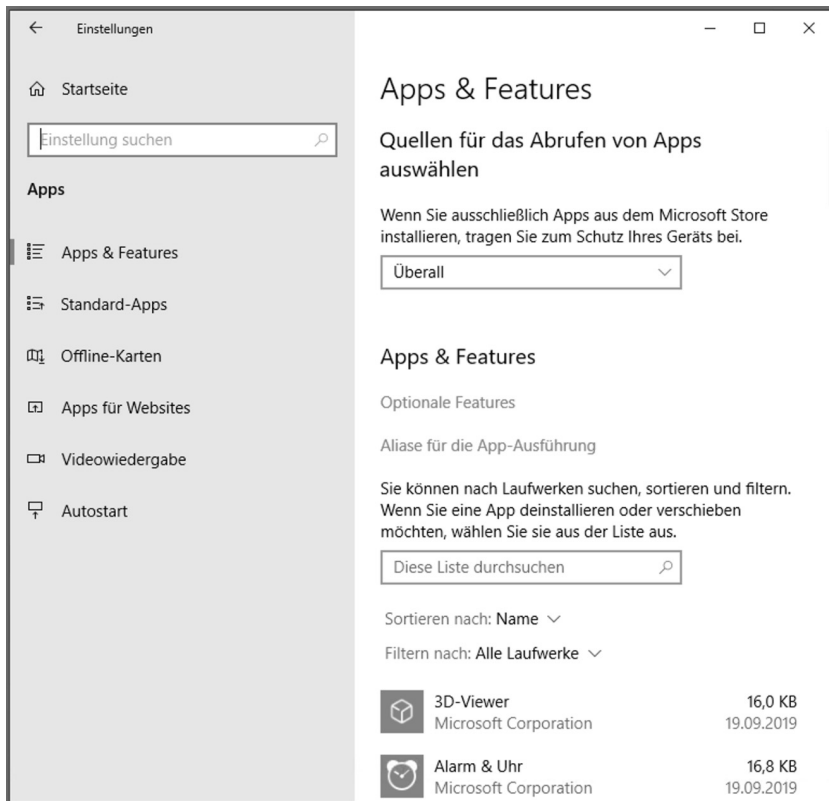 Einstellungen
Startseite
Einstellung suchen
Apps
Apps & Features
Standard-Apps
Offline-Karten
Apps für Websites
Videowiedergabe
Autostart
Apps & Features
Quellen für das Abrufen von Apps
auswählen
Wenn Sie ausschließlich Apps aus dem Microsoft Store
installieren, tragen Sie zum Schutz Ihres Geräts bei.
Überall
Apps & Features
Optionale Features
Aliase für die App-Ausführung
Sie können nach Laufwerken suchen, sortieren und filtern.
Wenn Sie eine App deinstallieren oder verschieben
möchten, wählen Sie sie aus der Liste aus.
Diese Liste durchsuchen
Sortieren nach: Name
Filtern nach: Alle Laufwerke
3D-Viewer 16,0 KB
Microsoft Corporation 19.09.2019
Alarm & Uhr 16,8 KB
Microsoft Corporation 19.09.2019